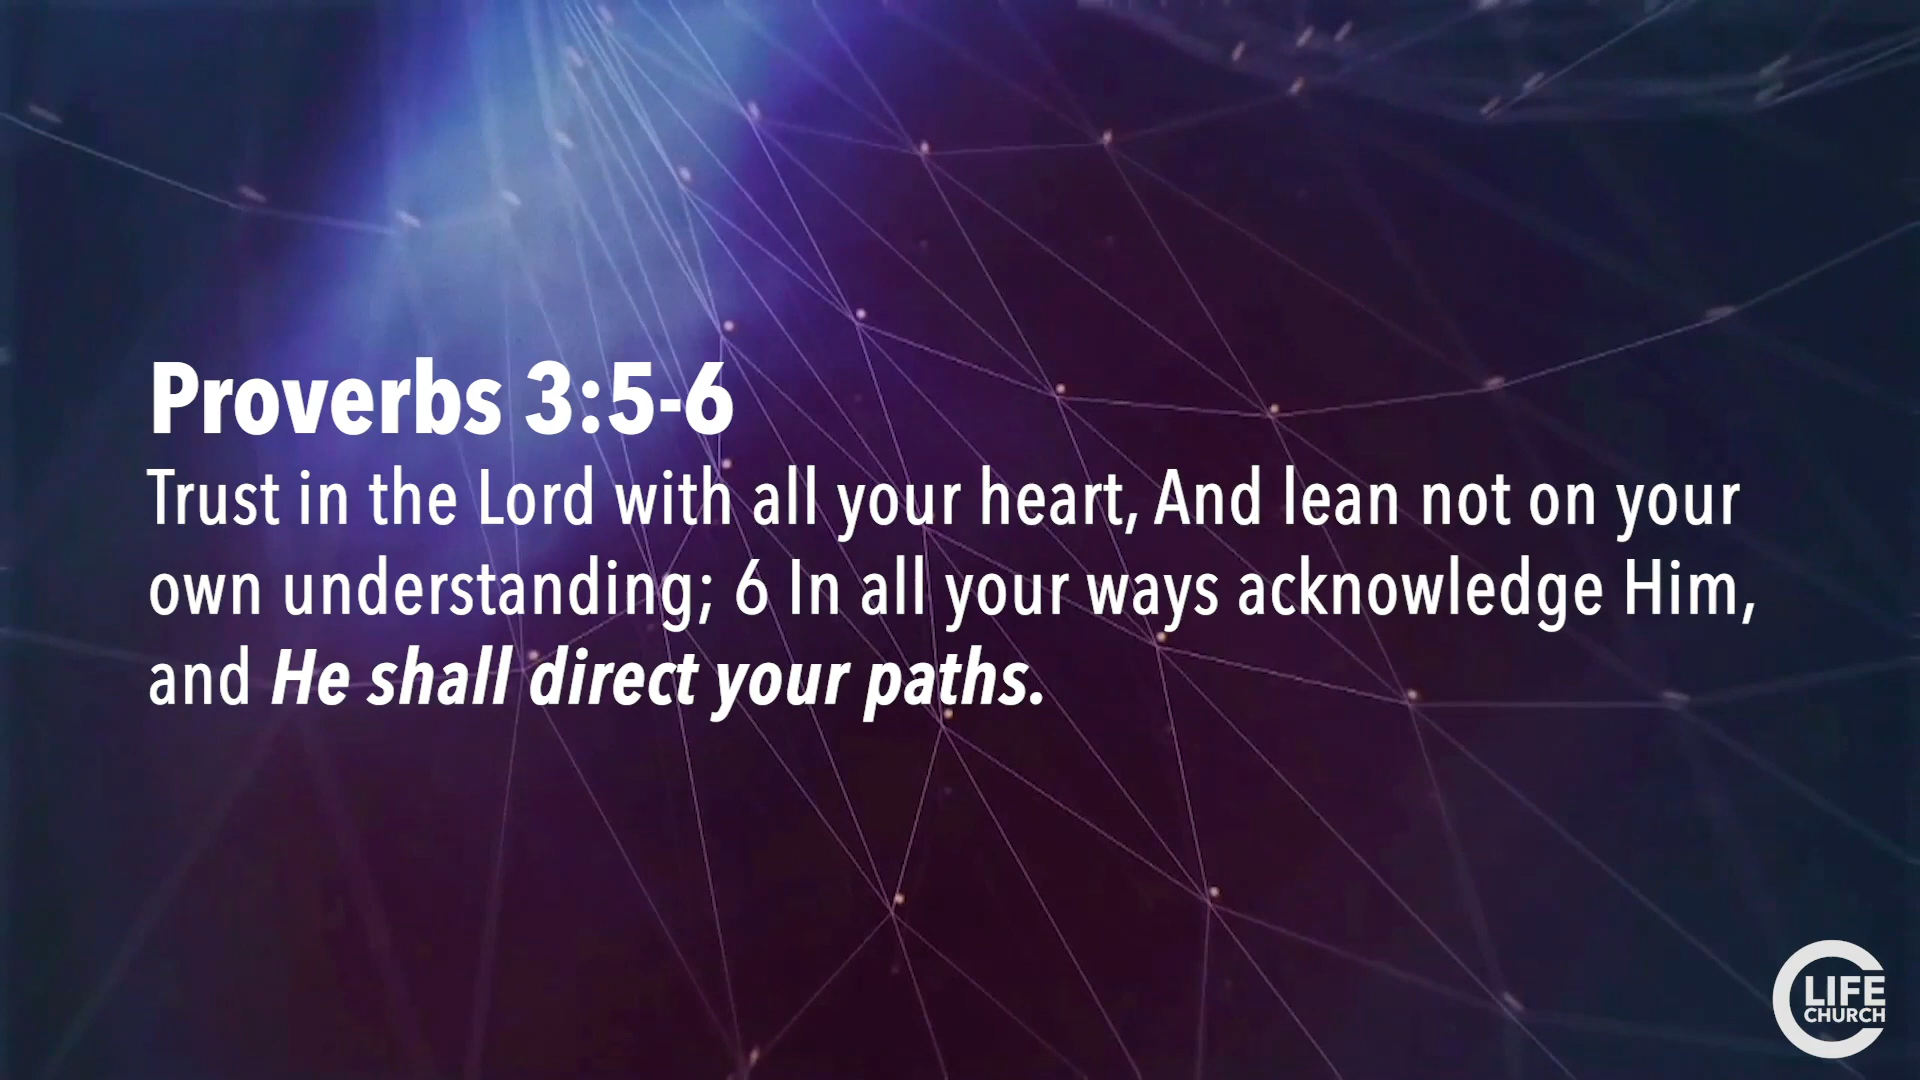 Proverbs 3:5-6
Trust in the Lord with all your heart, And lean not on your
own understanding; 6 In all your ways acknowledge Him,
and He shall direct your paths.
LIFE
CHURCH